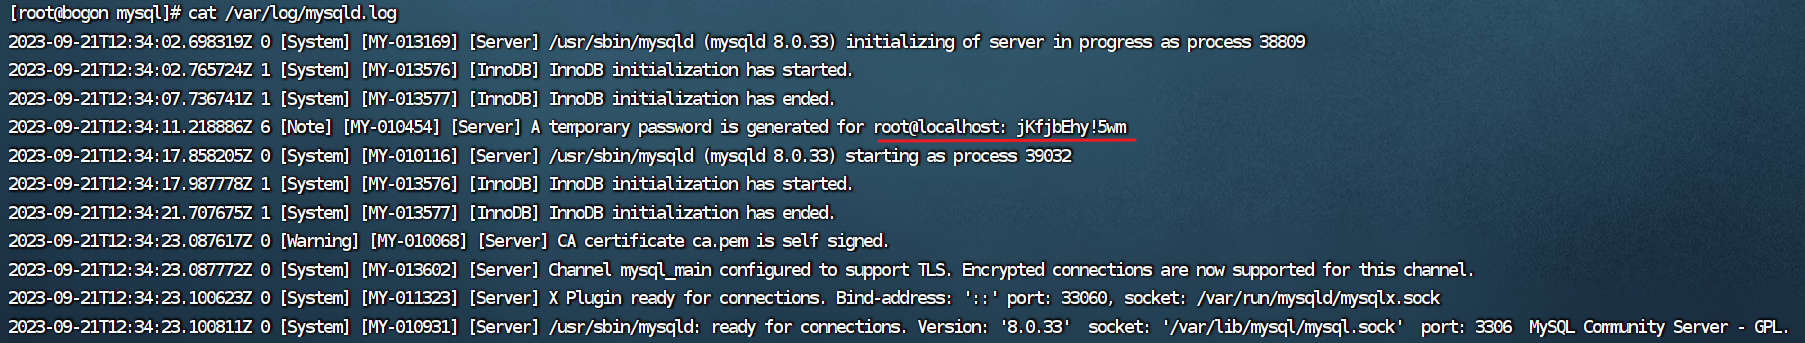 [root@bogon mysql]# cat /var/log/mysqld.log
2023-09-21T12:34:02.698319Z 0 [System] [MY-013169] [Server] /usr/sbin/mysqld (mysqld 8.0.33) initializing of server in progress as process 38809
2023-09-21T12:34:02.765724Z 1 [System] [MY-013576] [InnoDB] InnoDB initialization has started.
2023-09-21T12:34:07.736741Z 1 [System] [MY-013577] [InnoDB] InnoDB initialization has ended.
2023-09-21T12:34:11.218886Z 6 [Note] [MY-010454] [Server] A temporary password is generated for root@localhost: jKfjbEhy!5wm
2023-09-21T12:34:17.858205Z 0 [System] [MY-010116] [Server] /usr/sbin/mysqld (mysqld 8.0.33) starting as process 39032
2023-09-21T12:34:17.987778Z 1 [System] [MY-013576] [InnoDB] InnoDB initialization has started.
2023-09-21T12:34:21.707675Z 1 [System] [MY-013577] [InnoDB] InnoDB initialization has ended.
2023-09-21T12:34:23.087617Z 0 [Warning] [MY-010068] [Server] CA certificate ca.pem is self signed.
2023-09-21T12:34:23.087772Z 0 [System] [MY-013602] [Server] Channel mysql_main configured to support TLS. Encrypted connections are now supported for this channel.
2023-09-21T12:34:23.100623Z 0 [System] [MY-011323] [Server] X Plugin ready for connections. Bind-address: '::' port: 33060, socket: /var/run/mysqld/mysqlx.sock
2023-09-21T12:34:23.100811Z 0 [System] [MY-010931] [Server] /usr/sbin/mysqld: ready for connections. Version: '8.0.33'  socket: '/var/lib/mysql/mysql.sock'  port: 3306  MySQL Community Server - GPL.